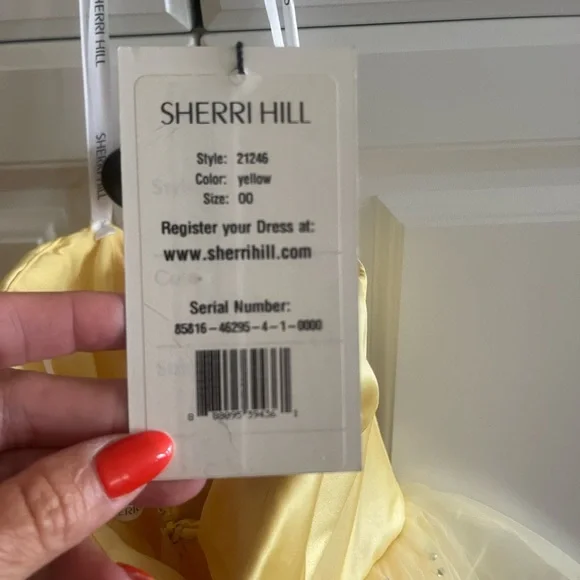 SHERRI HILL
SHERRI HILL
SHERRI HILL
Style: 21246
Color: yellow
Size: 00
Register your Dress at:
www.sherrihill.com
Serial Number:
85816-46295-4-1-0000